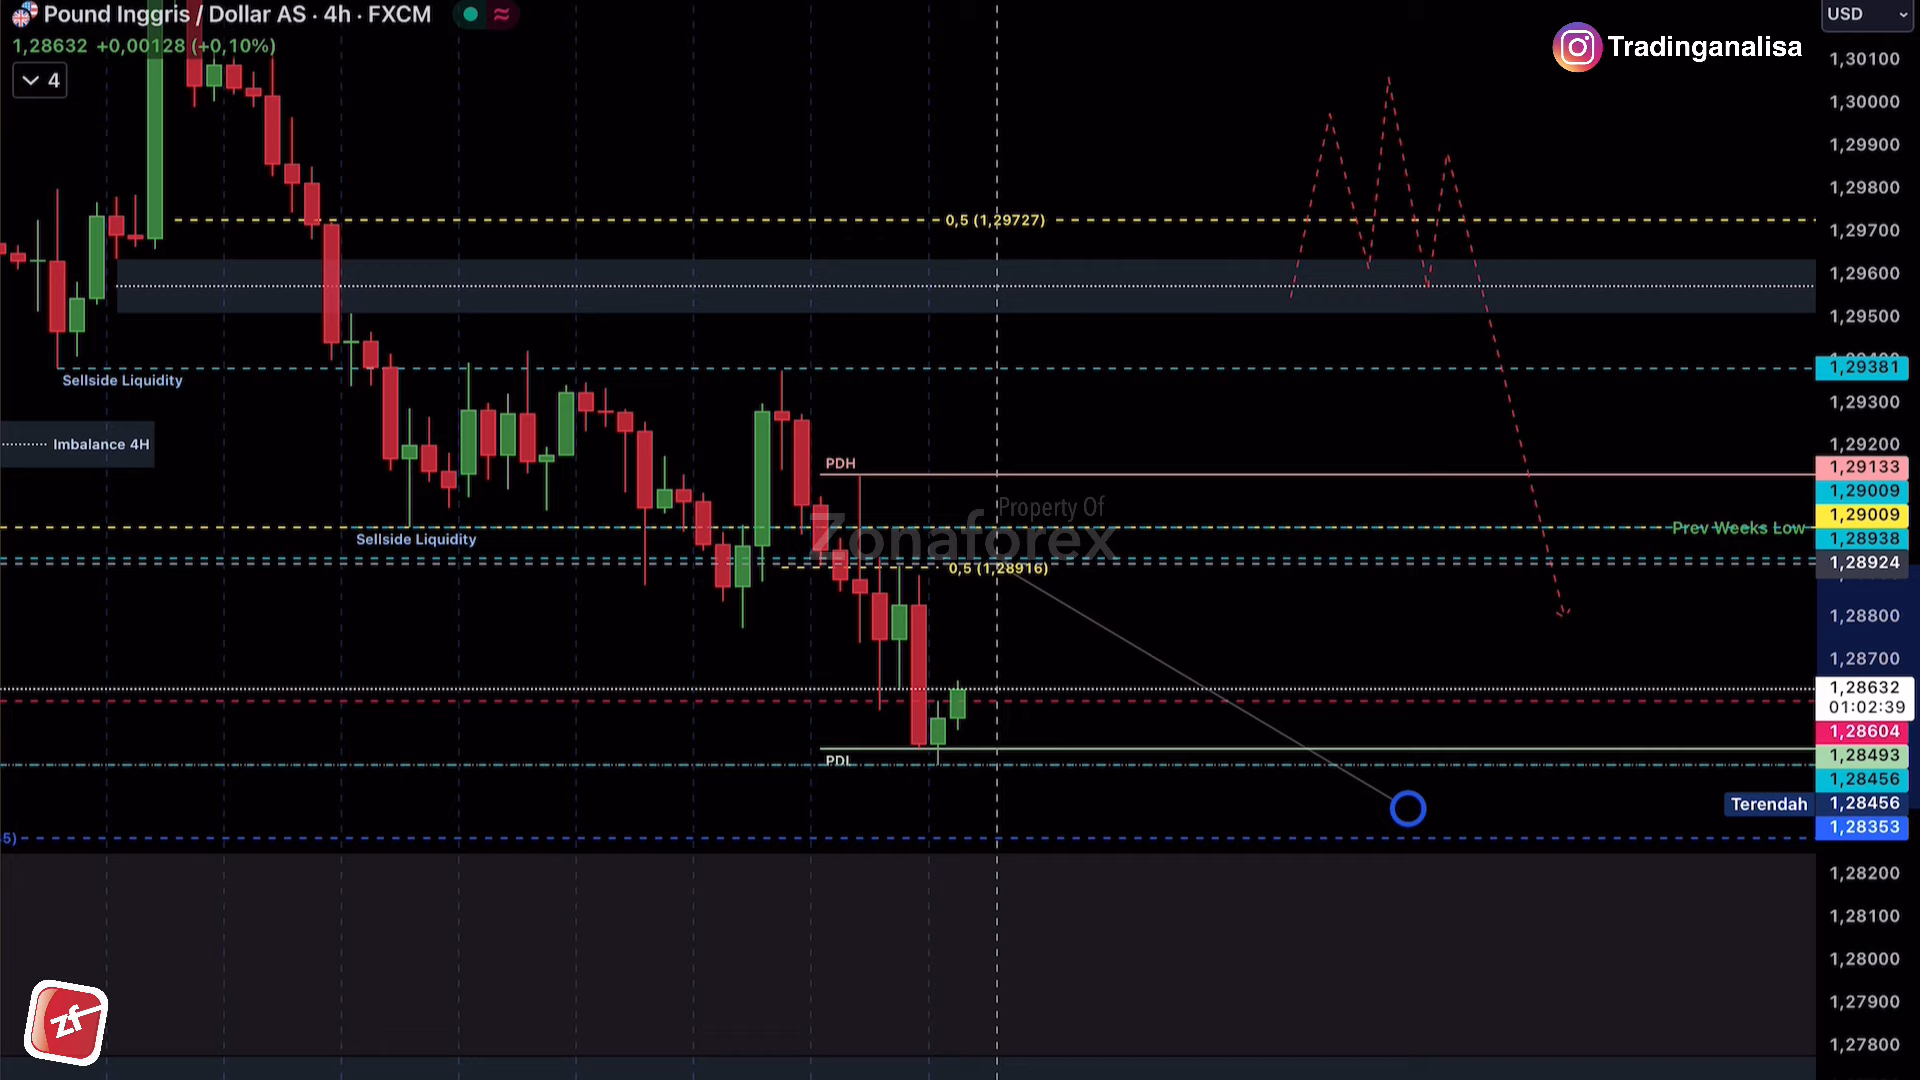 Pound Inggris / Dollar AS · 4h · FXCM
1,28632 +0,00128 (+0,10%)
4
USD
Tradinganalisa
1,30100
1,30000
1,29900
1,29800
0,5 (1,29727)
1,29700
1,29600
1,29500
1,29381
Sellside Liquidity
1,29300
Imbalance 4H
1,29200
PDH
1,29133
1,29009
Property Of
1,29009
Zonaforex
Prev Weeks Low
Sellside Liquidity
1,28938
1,28924
0,5 (1,28916)
1,28800
1,28700
1,28632
01:02:39
1,28604
1,28493
PDL
1,28456
Terendah 1,28456
1,28353
5)
1,28200
1,28100
1,28000
1,27900
zf
1,27800